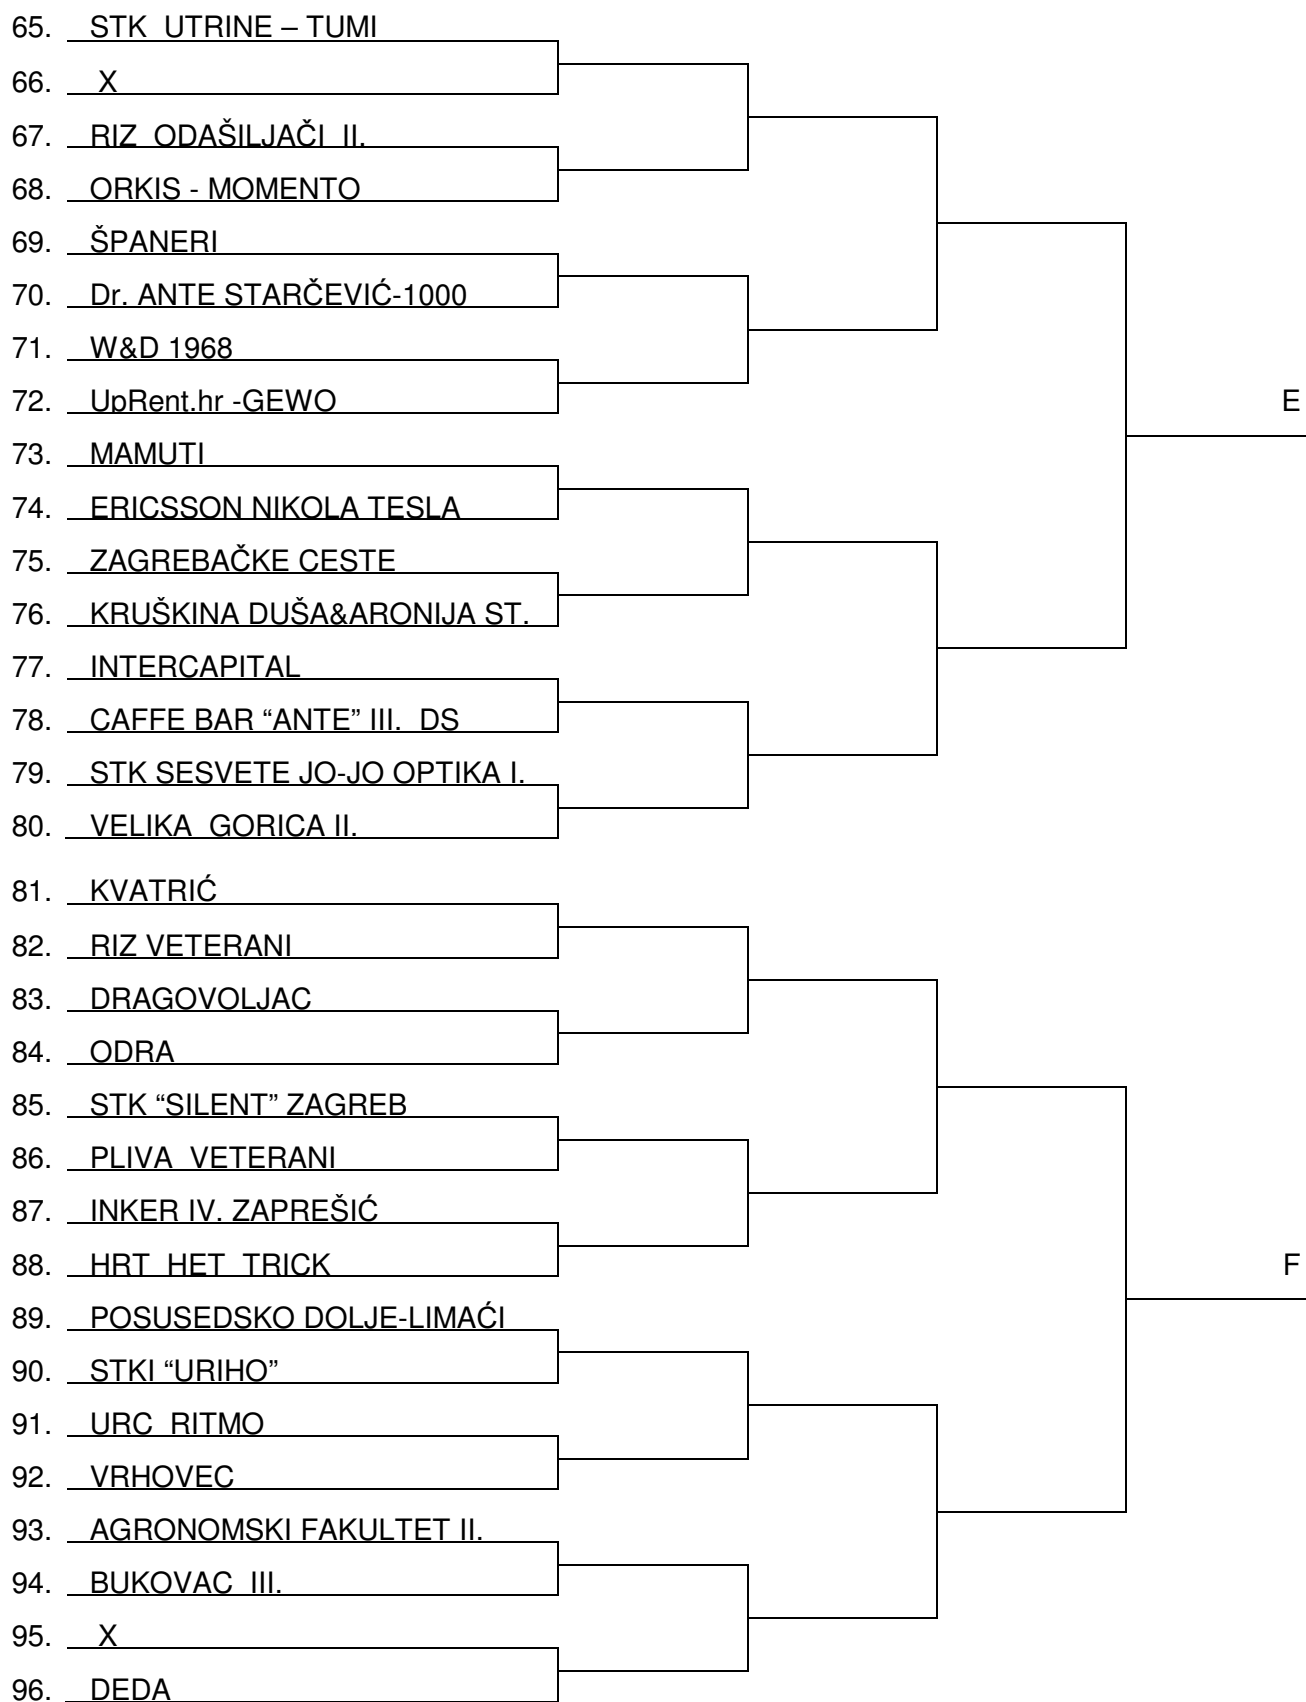 65. STK UTRINE – TUMI
66. X
67. RIZ ODAŠILJAČI II.
68. ORKIS - MOMENTO
69. ŠPANERI
70. Dr. ANTE STARČEVIĆ-1000
71. W&D 1968
72. UpRent.hr -GEWO
E
73. MAMUTI
74. ERICSSON NIKOLA TESLA
75. ZAGREBAČKE CESTE
76. KRUŠKINA DUŠA&ARONIJA ST.
77. INTERCAPITAL
78. CAFFE BAR “ANTE” III. DS
79. STK SESVETE JO-JO OPTIKA I.
80. VELIKA GORICA II.
81. KVATRIĆ
82. RIZ VETERANI
83. DRAGOVOLJAC
84. ODRA
85. STK “SILENT” ZAGREB
86. PLIVA VETERANI
87. INKER IV. ZAPREŠIĆ
88. HRT HET TRICK
F
89. POSUSEDSKO DOLJE-LIMAĆI
90. STKI “URIHO”
91. URC RITMO
92. VRHOVEC
93. AGRONOMSKI FAKULTET II.
94. BUKOVAC III.
95. X
96. DEDA